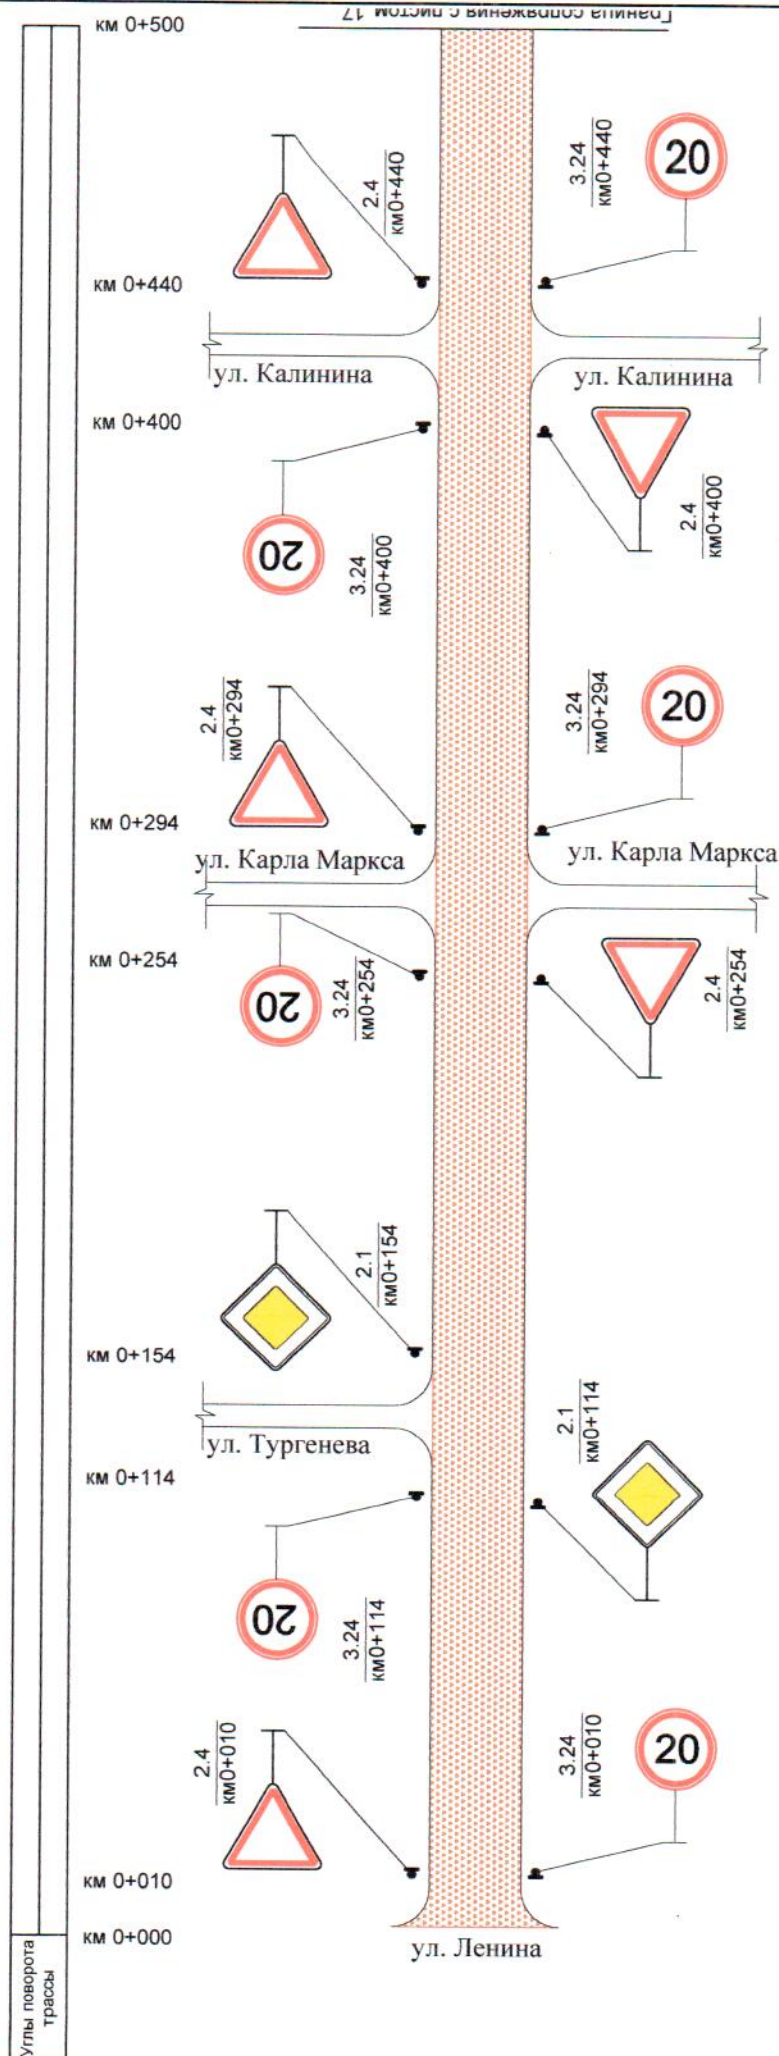 Граница сопряжения с листом 17
км 0+500
2.4
км0+440
3.24
км0+440
20
км 0+440
ул. Калинина
ул. Калинина
км 0+400
20
3.24
км0+400
2.4
км0+400
2.4
км0+294
3.24
км0+294
20
км 0+294
ул. Карла Маркса
ул. Карла Маркса
км 0+254
20
3.24
км0+254
2.4
км0+254
2.1
км0+154
км 0+154
ул. Тургенева
2.1
км0+114
км 0+114
20
3.24
км0+114
2.4
км0+010
3.24
км0+010
20
км 0+010
км 0+000
ул. Ленина
Углы поворота
трассы